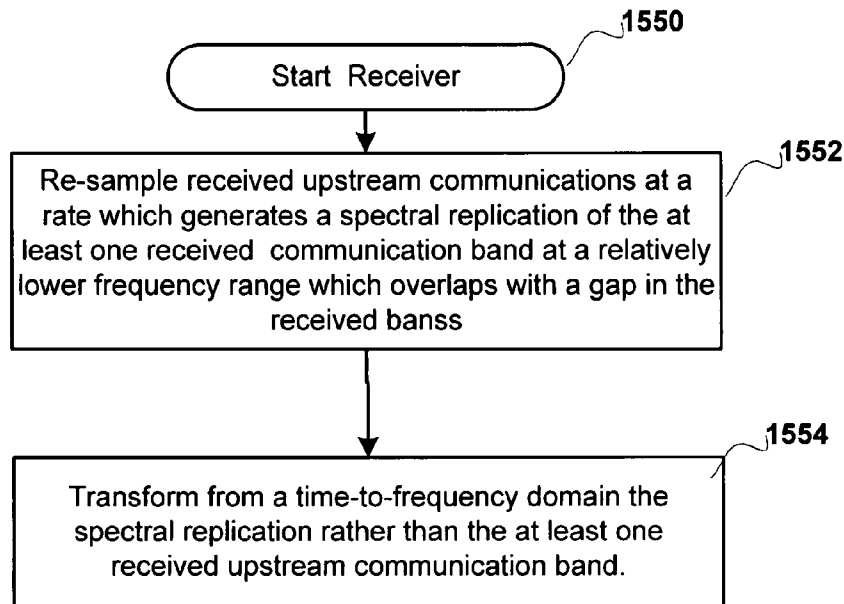 1550
Start Receiver
1552
Re-sample received upstream communications at a
rate which generates a spectral replication of the at
least one received communication band at a relatively
lower frequency range which overlaps with a gap in the
received banss
1554
Transform from a time-to-frequency domain the
spectral replication rather than the at least one
received upstream communication band.